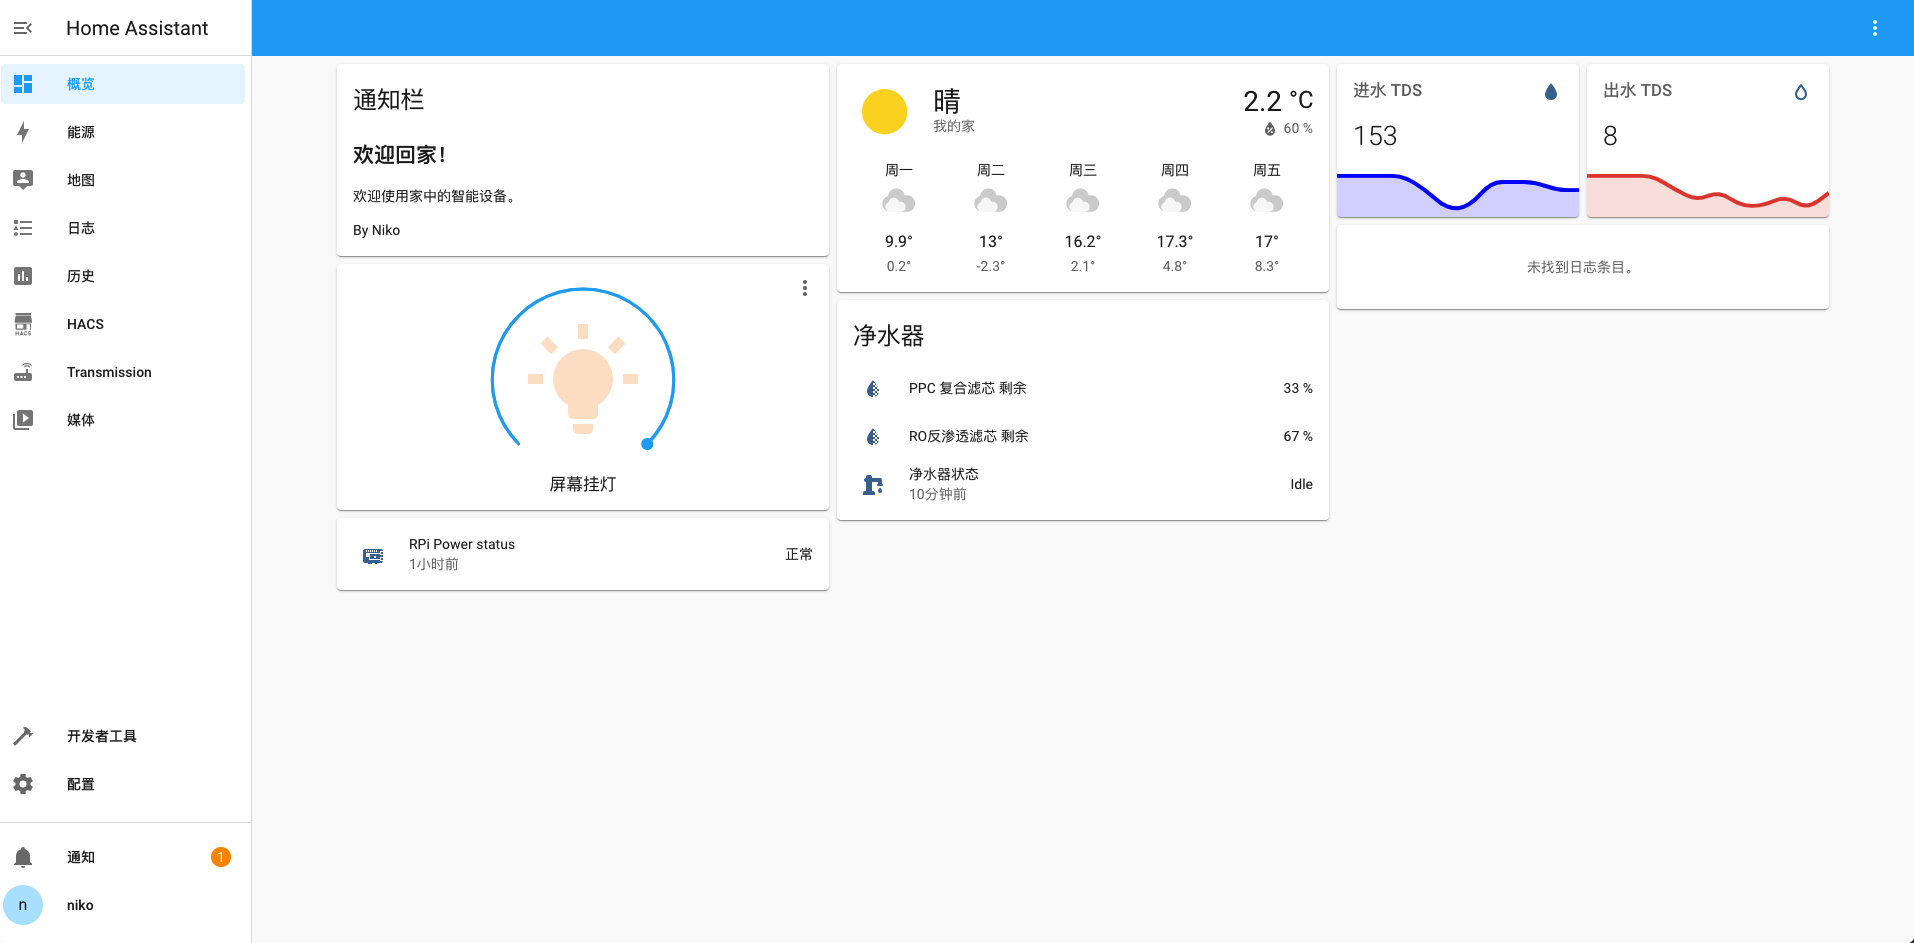 Home Assistant
概览
能源
地图
日志
历史
HACS
Transmission
媒体
开发者工具
配置
通知
1
n
niko
通知栏
欢迎回家!
欢迎使用家中的智能设备。
By Niko
屏幕挂灯
RPi Power status
1小时前
正常
晴
我的家
2.2 °C
60 %
周一 周二 周三 周四 周五
9.9° 13° 16.2° 17.3° 17°
0.2° -2.3° 2.1° 4.8° 8.3°
净水器
PPC 复合滤芯 剩余 33 %
RO反渗透滤芯 剩余 67 %
净水器状态
10分钟前
Idle
进水 TDS
153
出水 TDS
8
未找到日志条目。